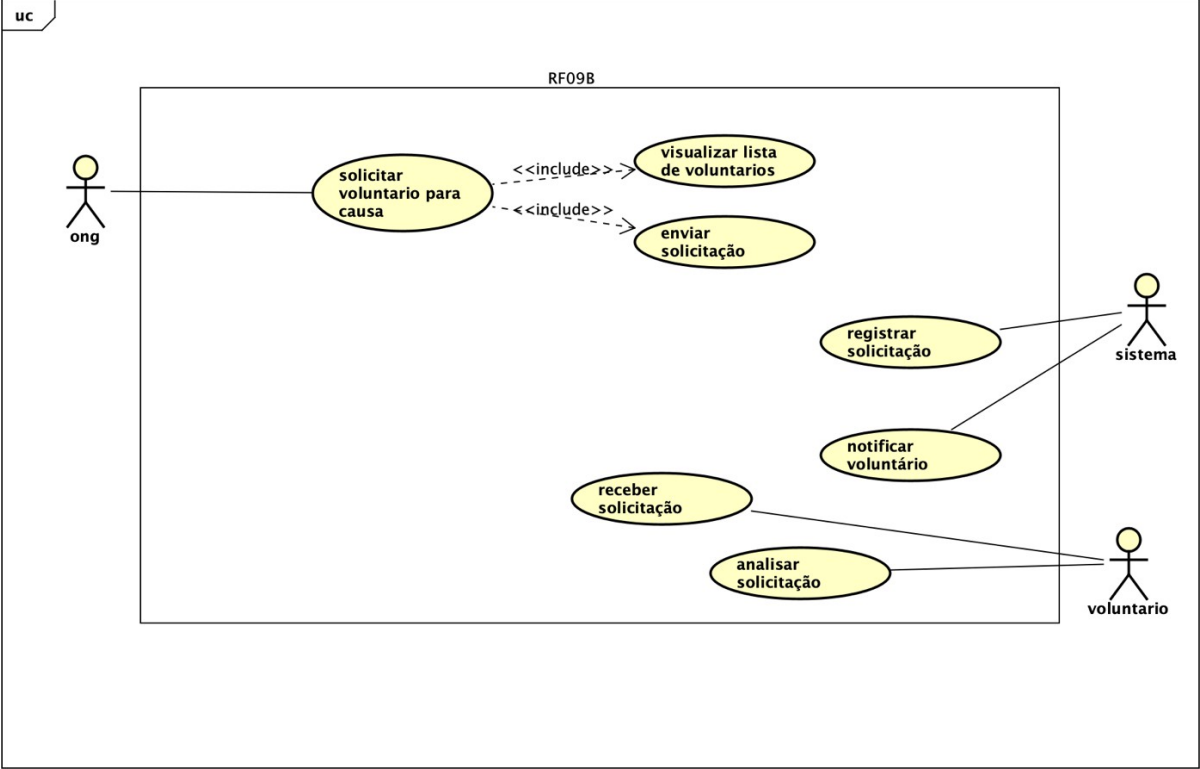 uc
RF09B
solicitar
voluntario para
causa
<<include>>
visualizar lista
de voluntarios
<<include>>
enviar
solicitação
ong
registrar
solicitação
sistema
notificar
voluntário
receber
solicitação
analisar
solicitação
voluntario